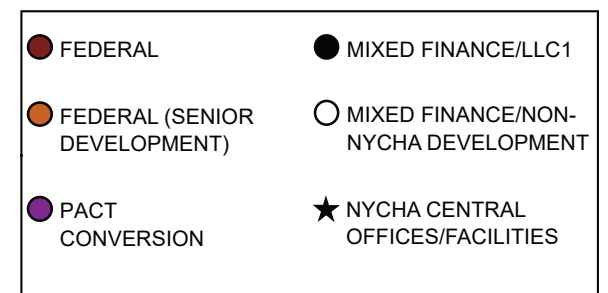 FEDERAL
FEDERAL (SENIOR
DEVELOPMENT)
PACT
CONVERSION
MIXED FINANCE/LLC1
MIXED FINANCE/NON-
NYCHA DEVELOPMENT
NYCHA CENTRAL
OFFICES/FACILITIES